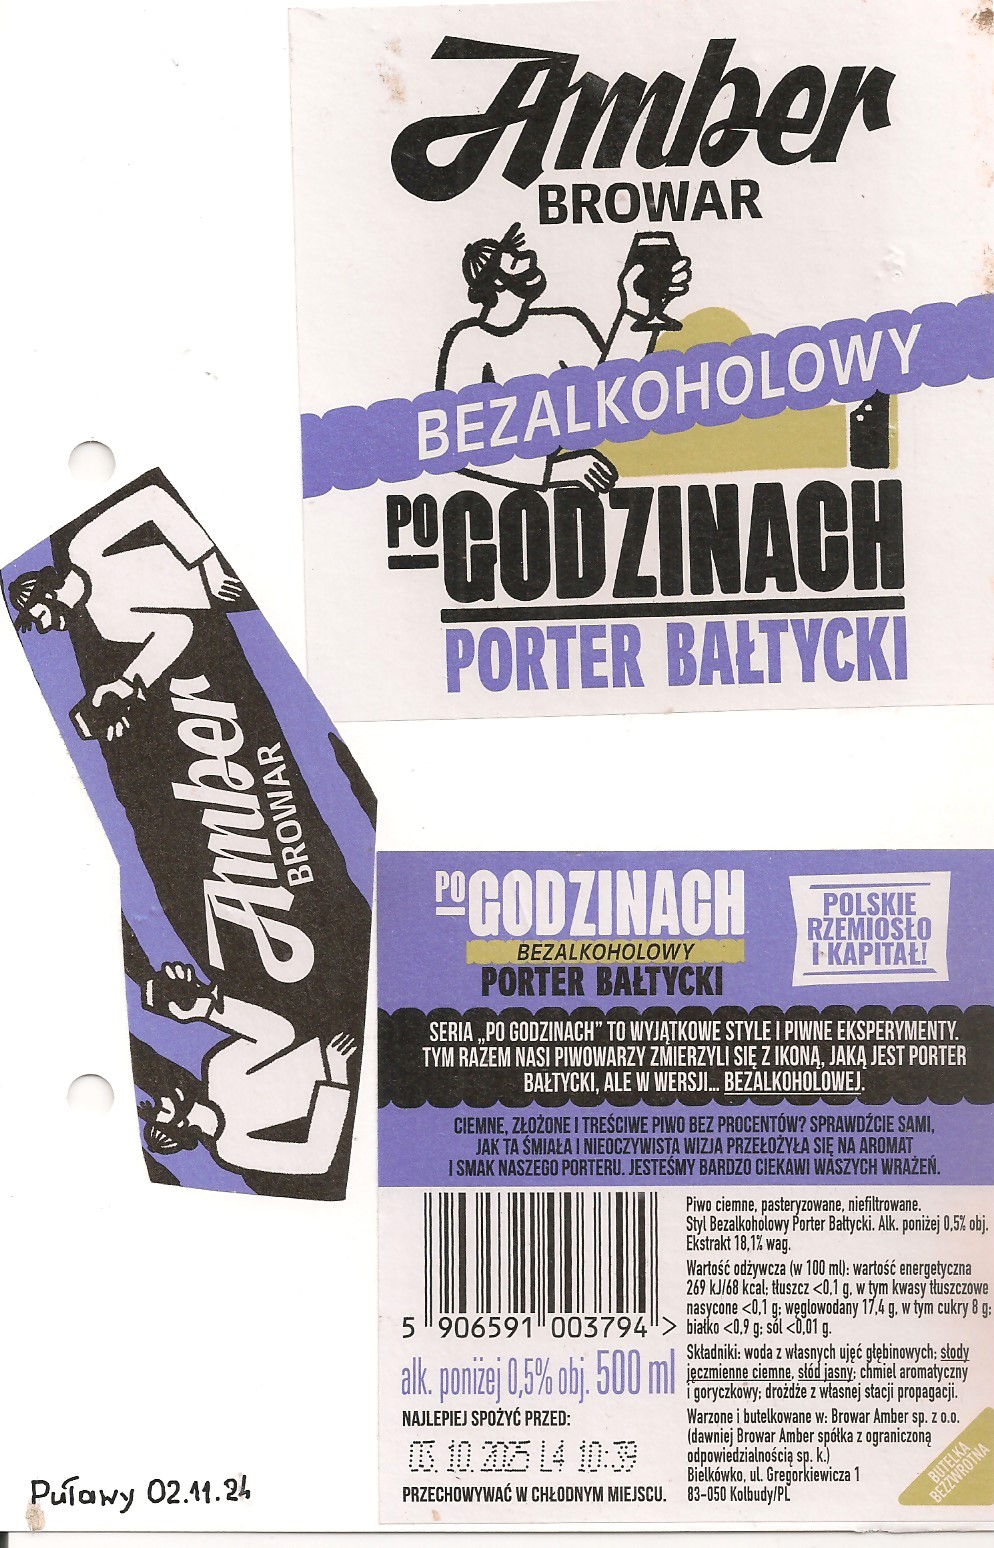 Amber
BROWAR
BEZALKOHOLOWY
PO GODZINACH
PORTER BAŁTYCKI
Amber
BROWAR
PO GODZINACH
BEZALKOHOLOWY
PORTER BAŁTYCKI
POLSKIE
RZEMIOSŁO
I KAPITAŁ!
SERIA „PO GODZINACH” TO WYJĄTKOWE STYLE I PIWNE EKSPERYMENTY.
TYM RAZEM NASI PIWOWARZY ZMIERZYLI SIĘ Z IKONĄ, JAKĄ JEST PORTER
BAŁTYCKI, ALE W WERSJI... BEZALKOHOLOWEJ.
CIEMNE, ZŁOŻONE I TREŚCIWE PIWO BEZ PROCENTÓW? SPRAWDŹCIE SAMI,
JAK TA ŚMIAŁA I NIEOCZYWISTA WIZJA PRZEŁOŻYŁA SIĘ NA AROMAT
I SMAK NASZEGO PORTERU. JESTEŚMY BARDZO CIEKAWI WASZYCH WRAŻEŃ.
5 906591 003794 >
alk. poniżej 0,5% obj. 500 ml
NAJLEPIEJ SPOŻYĆ PRZED:
03.10.2025 L4 10:39
PRZECHOWYWAĆ W CHŁODNYM MIEJSCU.
Piwo ciemne, pasteryzowane, niefiltrowane.
Styl Bezalkoholowy Porter Bałtycki. Alk. poniżej 0,5% obj.
Ekstrakt 18,1% wag.
Wartość odżywcza (w 100 ml): wartość energetyczna
269 kJ/68 kcal; tłuszcz <0,1 g, w tym kwasy tłuszczowe
nasycone <0,1 g; węglowodany 17,4 g, w tym cukry 8 g;
białko <0,9 g; sól <0,01 g.
Składniki: woda z własnych ujęć głębinowych; słody
jęczmienne ciemne, słód jasny; chmiel aromatyczny
i goryczkowy; drożdże z własnej stacji propagacji.
Warzone i butelkowane w: Browar Amber sp. z o.o.
(dawniej Browar Amber spółka z ograniczoną
odpowiedzialnością sp. k.)
Bielkówko, ul. Gregorkiewicza 1
83-050 Kolbudy/PL
BUTELKA
BEZZWROTNA
Puławy 02.11.24